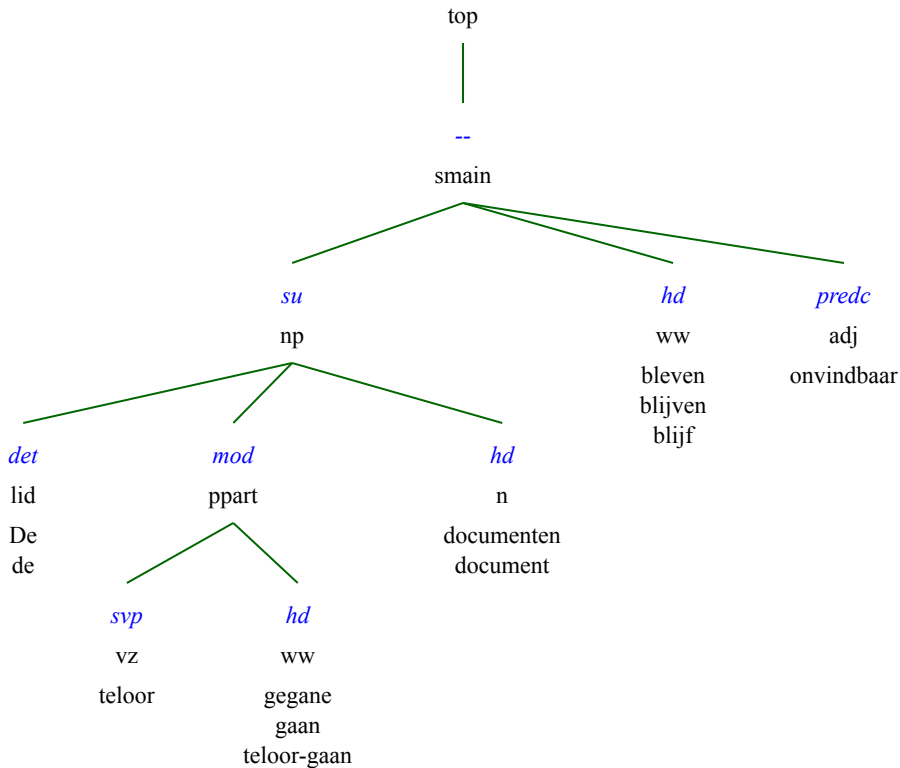 top
--
smain
su hd predc
np ww adj
bleven onvindbaar
blijven
blijf
det mod hd
lid ppart n
De documenten
de document
svp hd
vz ww
teloor gegane
gaan
teloor-gaan